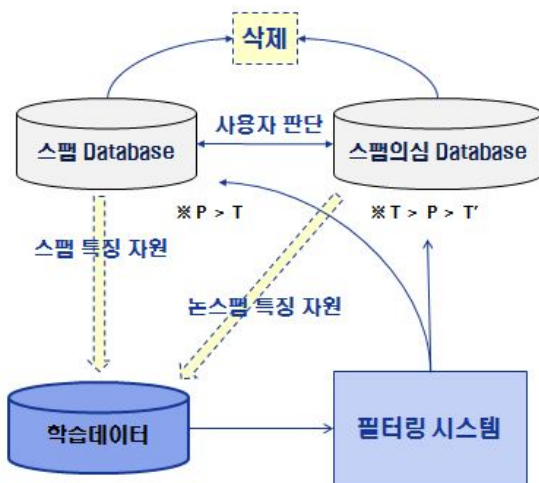 삭제
사용자 판단
스팸 Database
스팸의심 Database
※ P > T
※ T > P > T'
스팸 특징 자원
논스팸 특징 자원
학습데이터
필터링 시스템